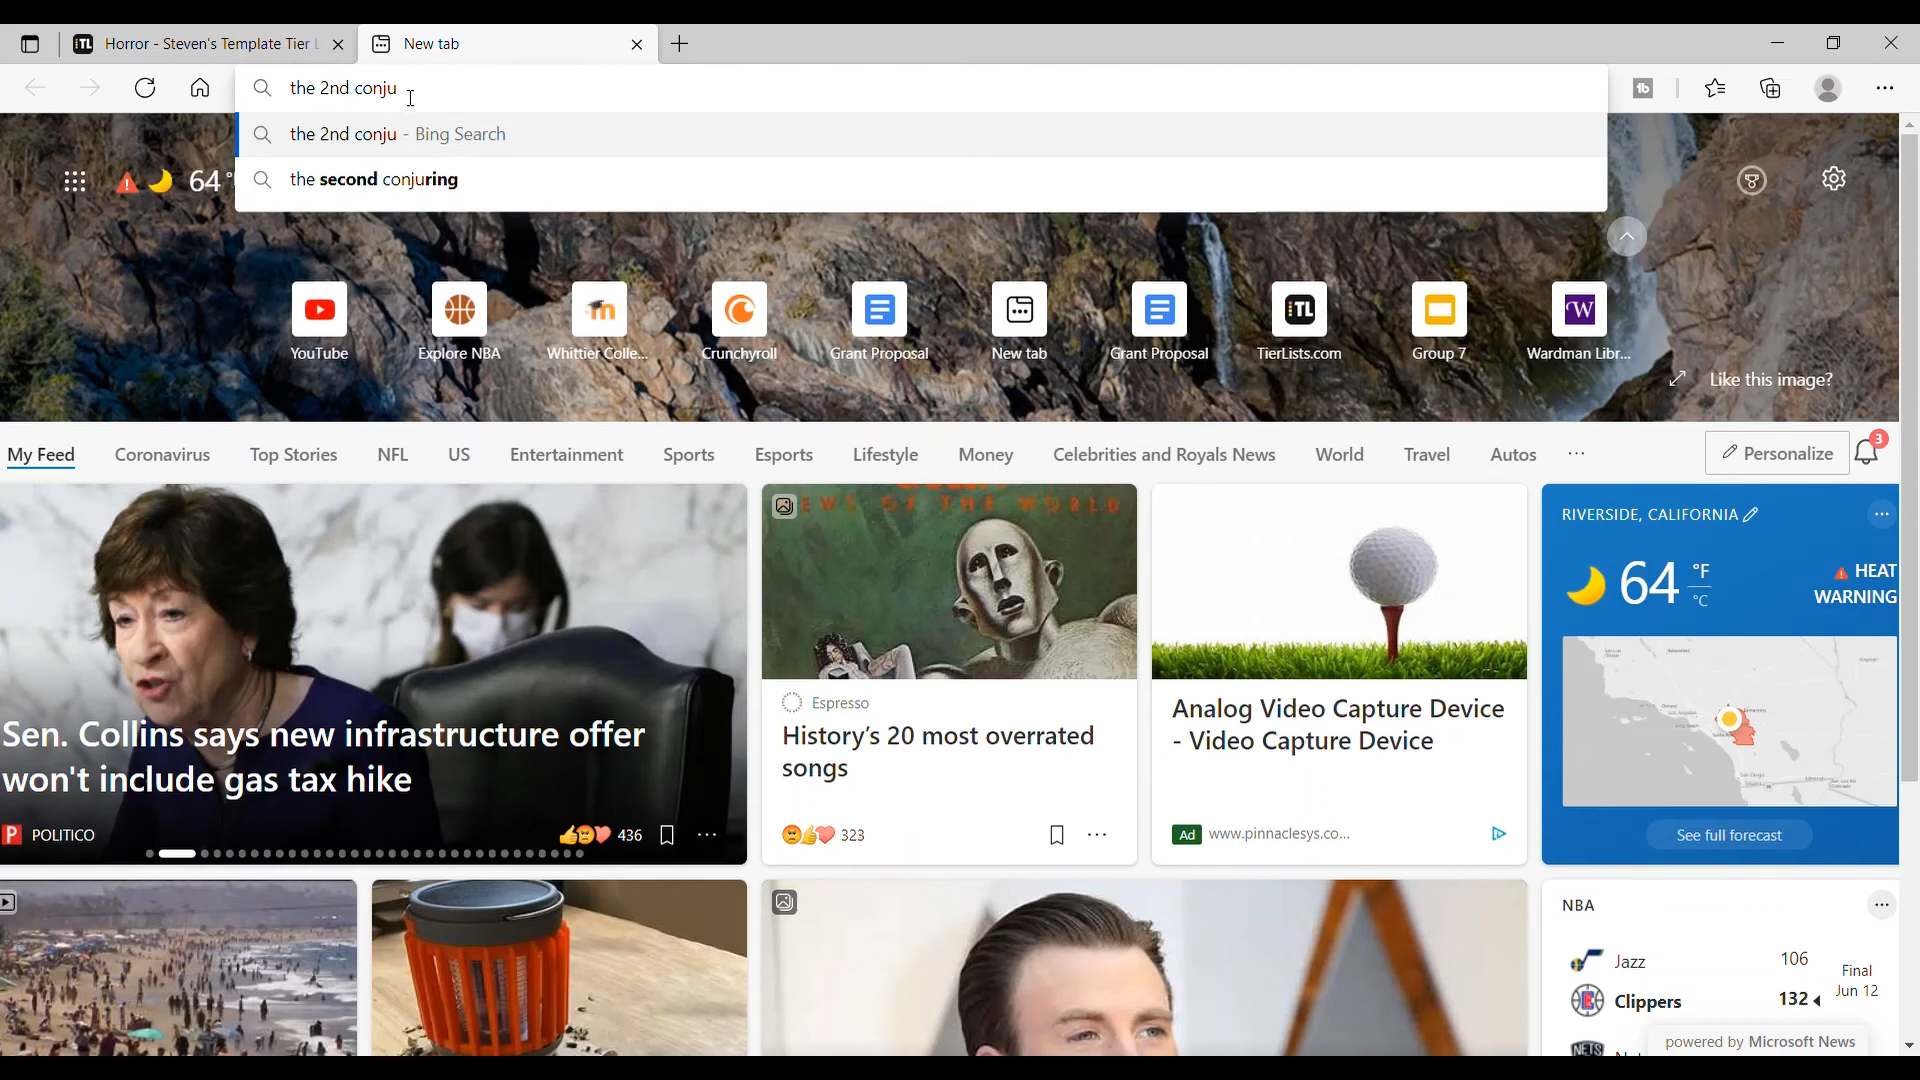 Horror - Steven's Template Tier L
New tab
the 2nd conju
the 2nd conju - Bing Search
the second conjuring
64 °
YouTube
Explore NBA
Whittier Colle...
Crunchyroll
Grant Proposal
New tab
Grant Proposal
TierLists.com
Group 7
Wardman Libr...
Like this image?
My Feed
Coronavirus
Top Stories
NFL
US
Entertainment
Sports
Esports
Lifestyle
Money
Celebrities and Royals News
World
Travel
Autos
...
Personalize
3
Sen. Collins says new infrastructure offer
won't include gas tax hike
POLITICO
436
EWS OF THE WORLD
Espresso
History's 20 most overrated
songs
323
Analog Video Capture Device
- Video Capture Device
Ad www.pinnaclesys.co...
RIVERSIDE, CALIFORNIA
64 °F
°C
HEAT
WARNING
See full forecast
NBA
Jazz 106
Clippers 132
Final
Jun 12
NETS
powered by Microsoft News